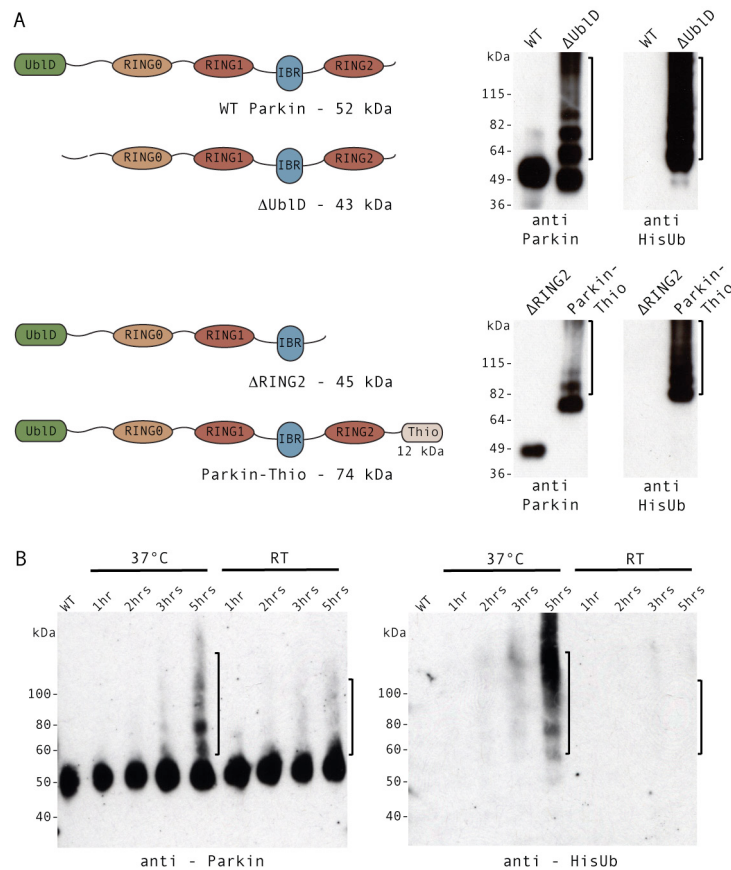 A
UblD RING0 RING1 IBR RING2
WT Parkin - 52 kDa
RING0 RING1 IBR RING2
ΔUblD - 43 kDa
WT ΔUblD WT ΔUblD
kDa
115-
82-
64-
49-
36-
anti Parkin
anti HisUb
UblD RING0 RING1 IBR
ΔRING2 - 45 kDa
UblD RING0 RING1 IBR RING2 Thio
12 kDa
Parkin-Thio - 74 kDa
ΔRING2 Parkin-Thio ΔRING2 Parkin-Thio
kDa
115-
82-
64-
49-
36-
anti Parkin
anti HisUb
B
37°C RT
WT 1hr 2hrs 3hrs 5hrs 1hr 2hrs 3hrs 5hrs
kDa
100-
80-
60-
50-
40-
anti - Parkin
37°C RT
WT 1hr 2hrs 3hrs 5hrs 1hr 2hrs 3hrs 5hrs
kDa
100-
80-
60-
50-
40-
anti - HisUb